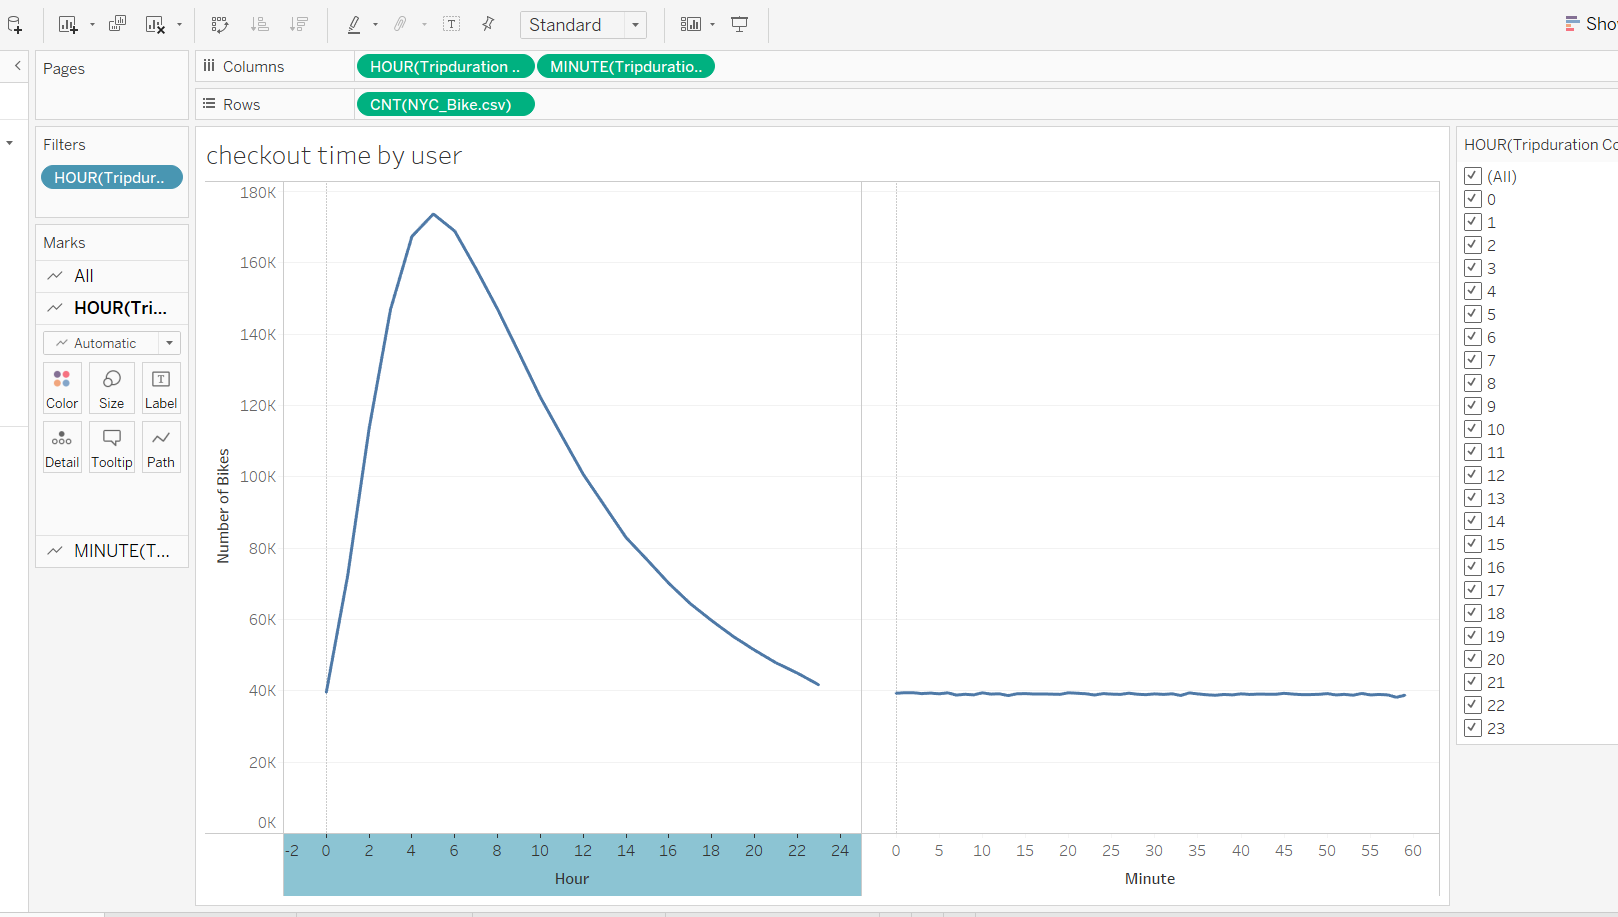 Standard
Sho
Pages
Columns
HOUR(Tripduration ..
MINUTE(Tripduratio..
Rows
CNT(NYC_Bike.csv)
Filters
HOUR(Tripdur..
Marks
All
HOUR(Tri...
Automatic
Color
Size
Label
Detail
Tooltip
Path
MINUTE(T...
checkout time by user
180K
160K
140K
120K
100K
80K
60K
40K
20K
0K
Number of Bikes
-2 0 2 4 6 8 10 12 14 16 18 20 22 24
Hour
0 5 10 15 20 25 30 35 40 45 50 55 60
Minute
HOUR(Tripduration Co
(All)
0
1
2
3
4
5
6
7
8
9
10
11
12
13
14
15
16
17
18
19
20
21
22
23